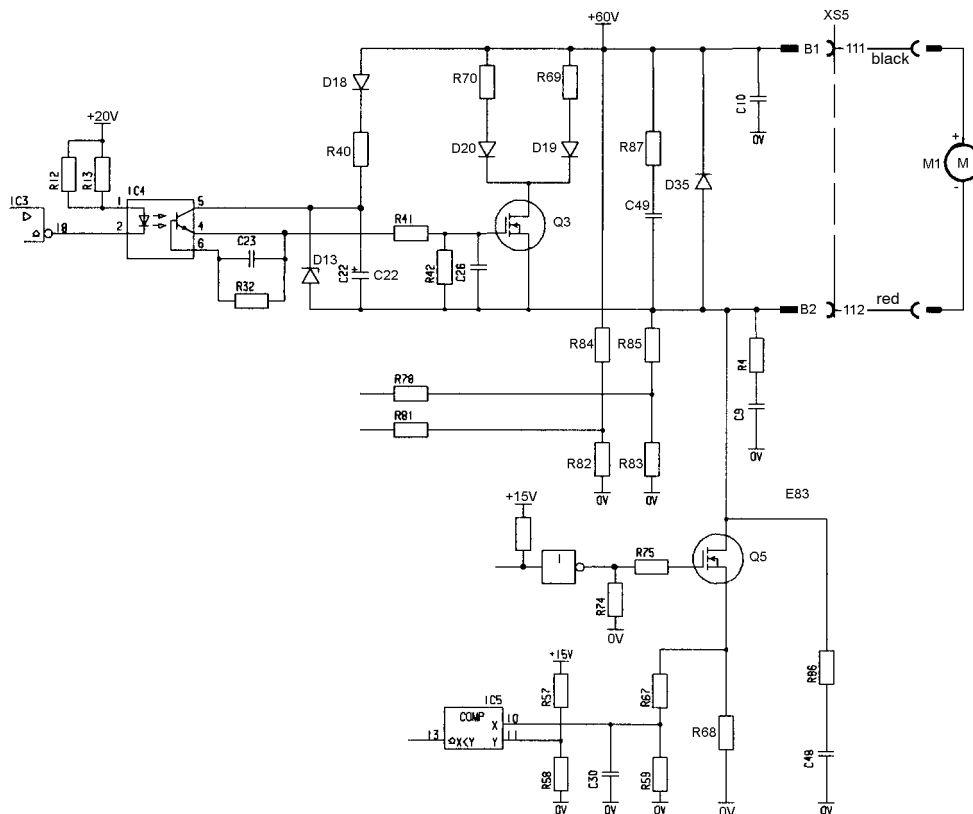 +60V
XS5
B1
111
black
D18
R70
R69
C10
0V
+20V
R40
D20
D19
R87
D35
+
M1
M
-
R12
R13
IC4
IC3
1
5
C49
18
2
4
R41
Q3
6
C23
D13
C22
+
C22
R42
C26
R32
B2
112
red
R84
R85
R4
R78
C9
R81
R82
R83
0V
0V
0V
E83
+15V
1
R75
Q5
R74
0V
+15V
R57
R67
R86
IC5
COMP
X
10
13
X<Y
Y
11
R68
C48
R58
C30
R59
0V
0V
0V
0V
0V